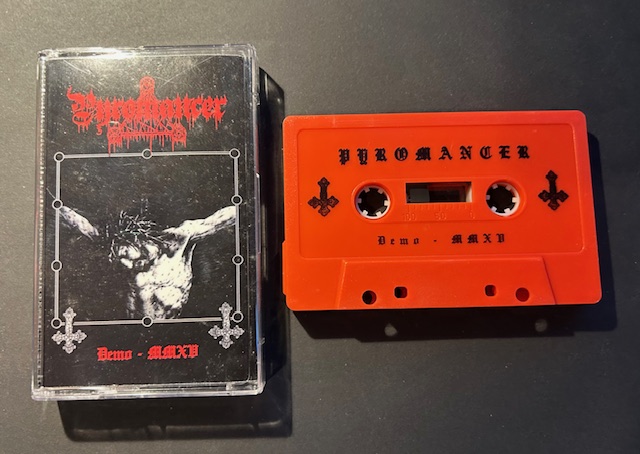 Pyromancer
Demo - MMXV
PYROMANCER
Demo - MMXV